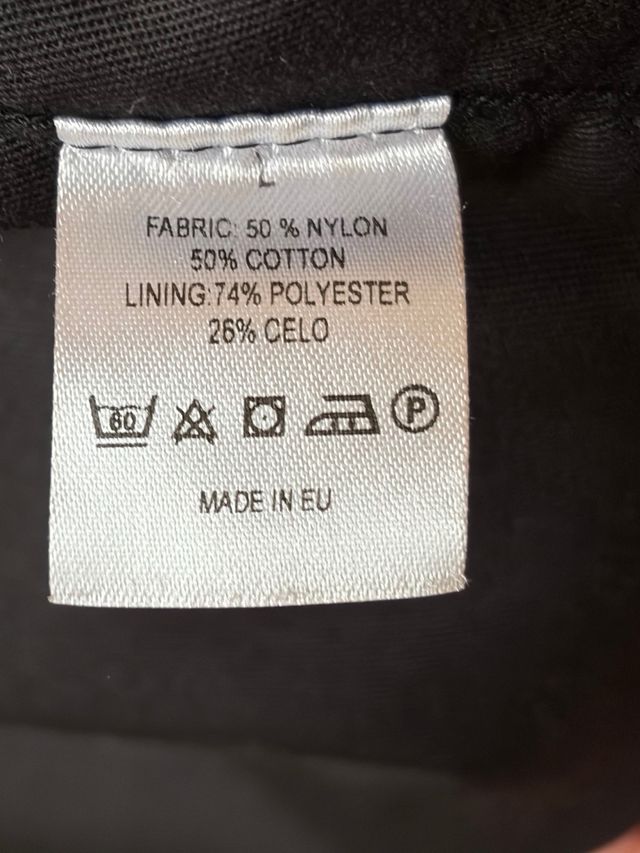 L
FABRIC: 50 % NYLON
50% COTTON
LINING:74% POLYESTER
26% CELO
60
P
MADE IN EU